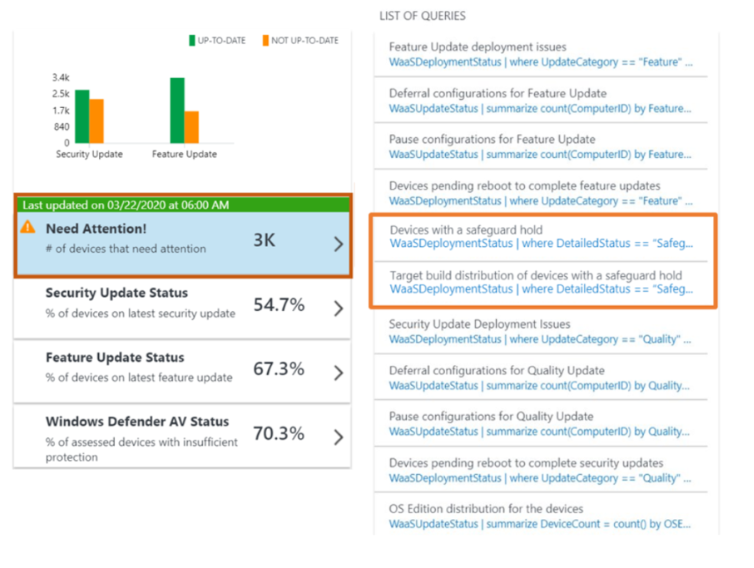 UP-TO-DATE NOT UP-TO-DATE
3.4k
2.5k
1.7k
840
0
Security Update Feature Update
Last updated on 03/22/2020 at 06:00 AM
Need Attention!
# of devices that need attention
3K
Security Update Status
% of devices on latest security update
54.7%
Feature Update Status
% of devices on latest feature update
67.3%
Windows Defender AV Status
% of assessed devices with insufficient
protection
70.3%
LIST OF QUERIES
Feature Update deployment issues
WaaSDeploymentStatus | where UpdateCategory == "Feature" ...
Deferral configurations for Feature Update
WaaSUpdateStatus | summarize count(ComputerID) by Feature...
Pause configurations for Feature Update
WaaSUpdateStatus | summarize count(ComputerID) by Feature...
Devices pending reboot to complete feature updates
WaaSDeploymentStatus | where UpdateCategory == "Feature" ...
Devices with a safeguard hold
WaaSDeploymentStatus | where DetailedStatus == "Safeg...
Target build distribution of devices with a safeguard hold
WaaSDeploymentStatus | where DetailedStatus == "Safeg...
Security Update Deployment Issues
WaaSDeploymentStatus | where UpdateCategory == "Quality" ...
Deferral configurations for Quality Update
WaaSUpdateStatus | summarize count(ComputerID) by Quality...
Pause configurations for Quality Update
WaaSUpdateStatus | summarize count(ComputerID) by Quality...
Devices pending reboot to complete security updates
WaaSDeploymentStatus | where UpdateCategory == "Quality" ...
OS Edition distribution for the devices
WaaSUpdateStatus | summarize DeviceCount = count() by OSE...